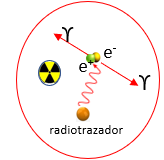 ϒ
e⁻
e⁺
ϒ
radiotrazador